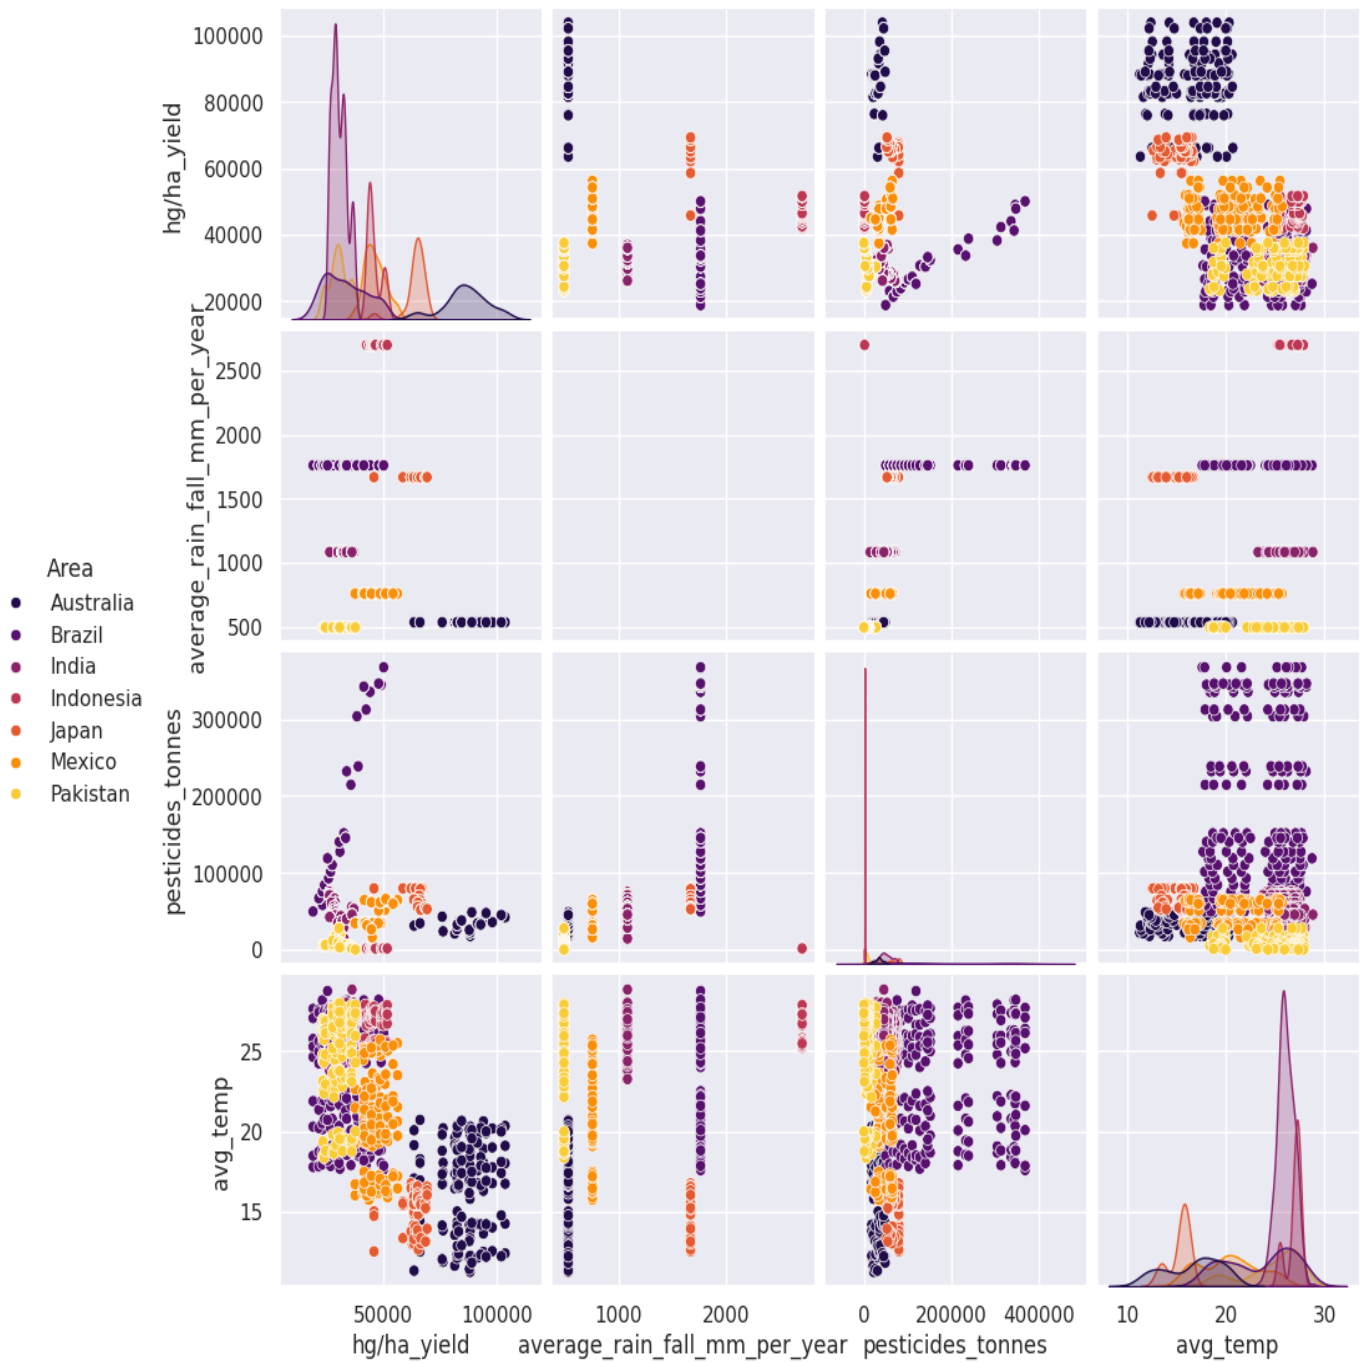 hg/ha_yield
100000
80000
60000
40000
20000
average_rain_fall_mm_per_year
2500
2000
1500
1000
500
Area
Australia
Brazil
India
Indonesia
Japan
Mexico
Pakistan
pesticides_tonnes
300000
200000
100000
0
avg_temp
25
20
15
50000 100000 1000 2000 0 200000 400000 10 20 30
hg/ha_yield average_rain_fall_mm_per_year pesticides_tonnes avg_temp